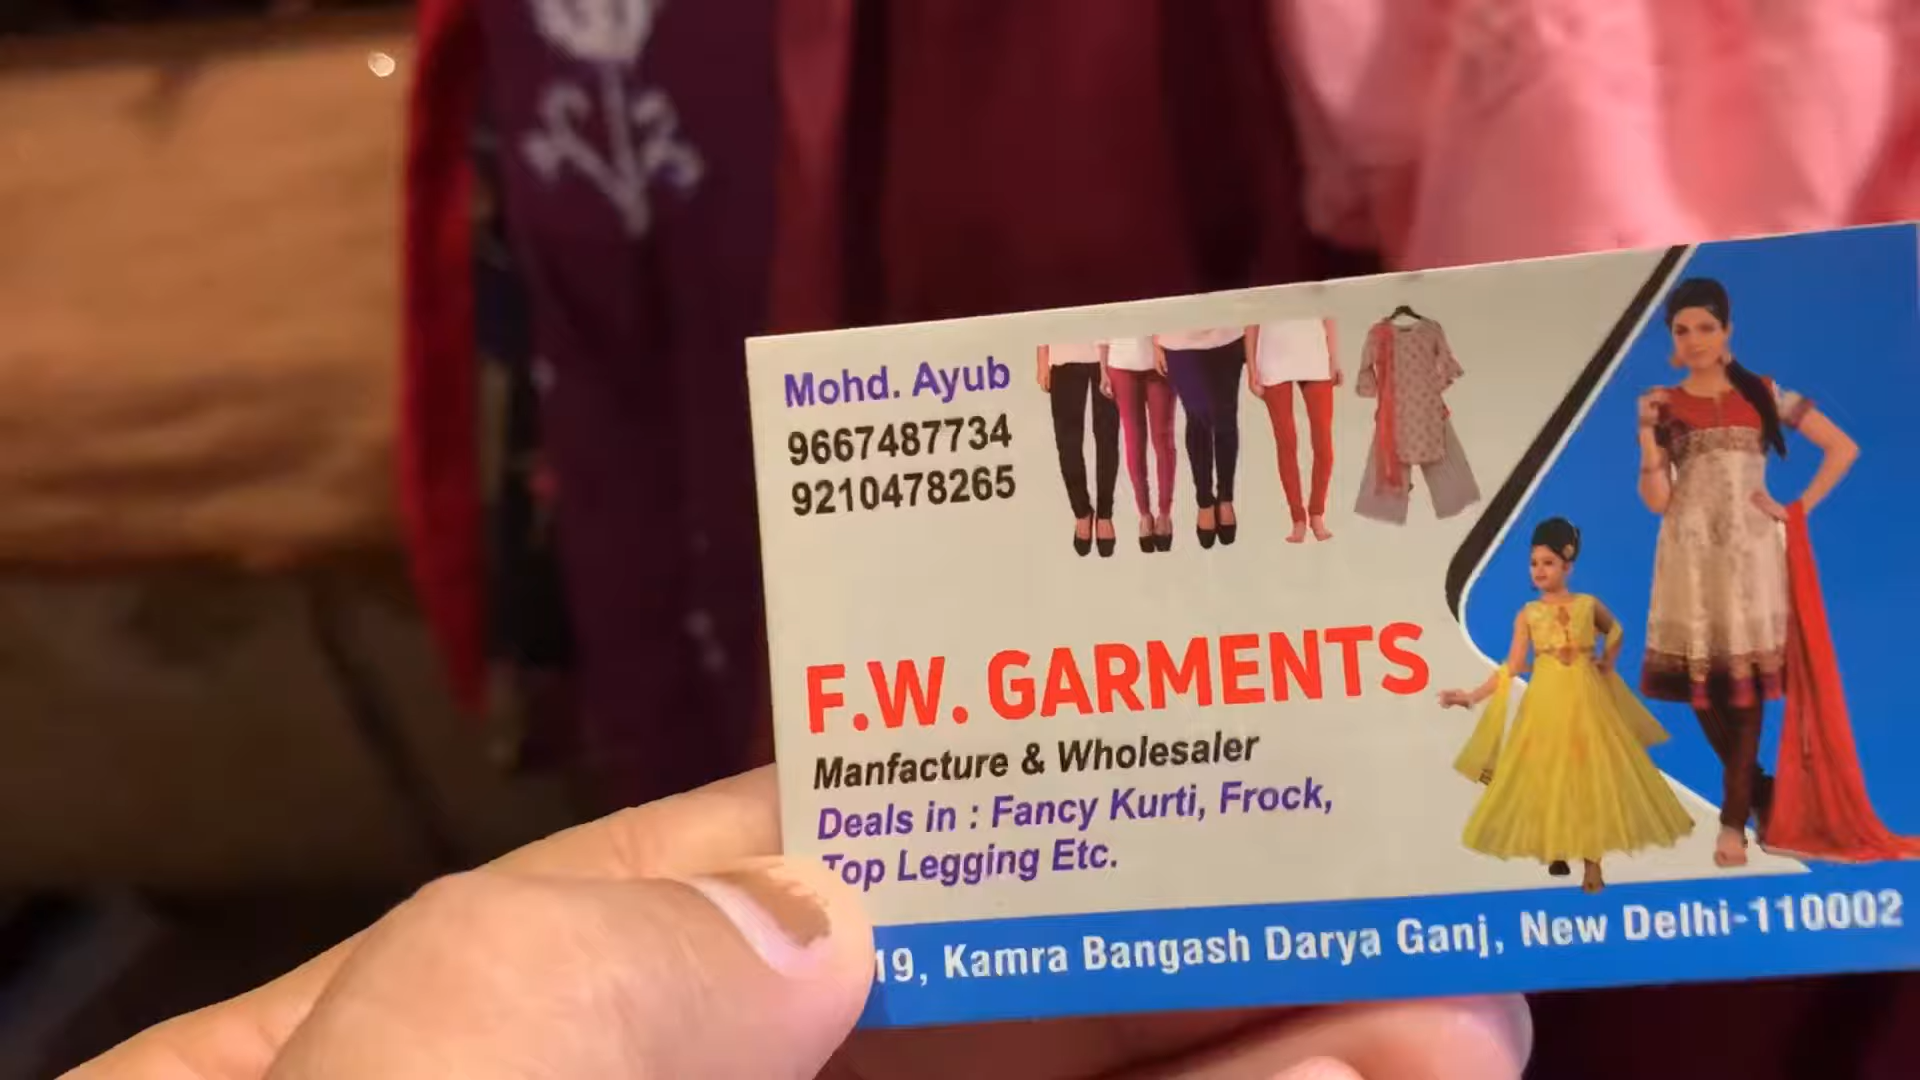 Mohd. Ayub
9667487734
9210478265
F.W. GARMENTS
Manfacture & Wholesaler
Deals in : Fancy Kurti, Frock,
Top Legging Etc.
19, Kamra Bangash Darya Ganj, New Delhi-110002